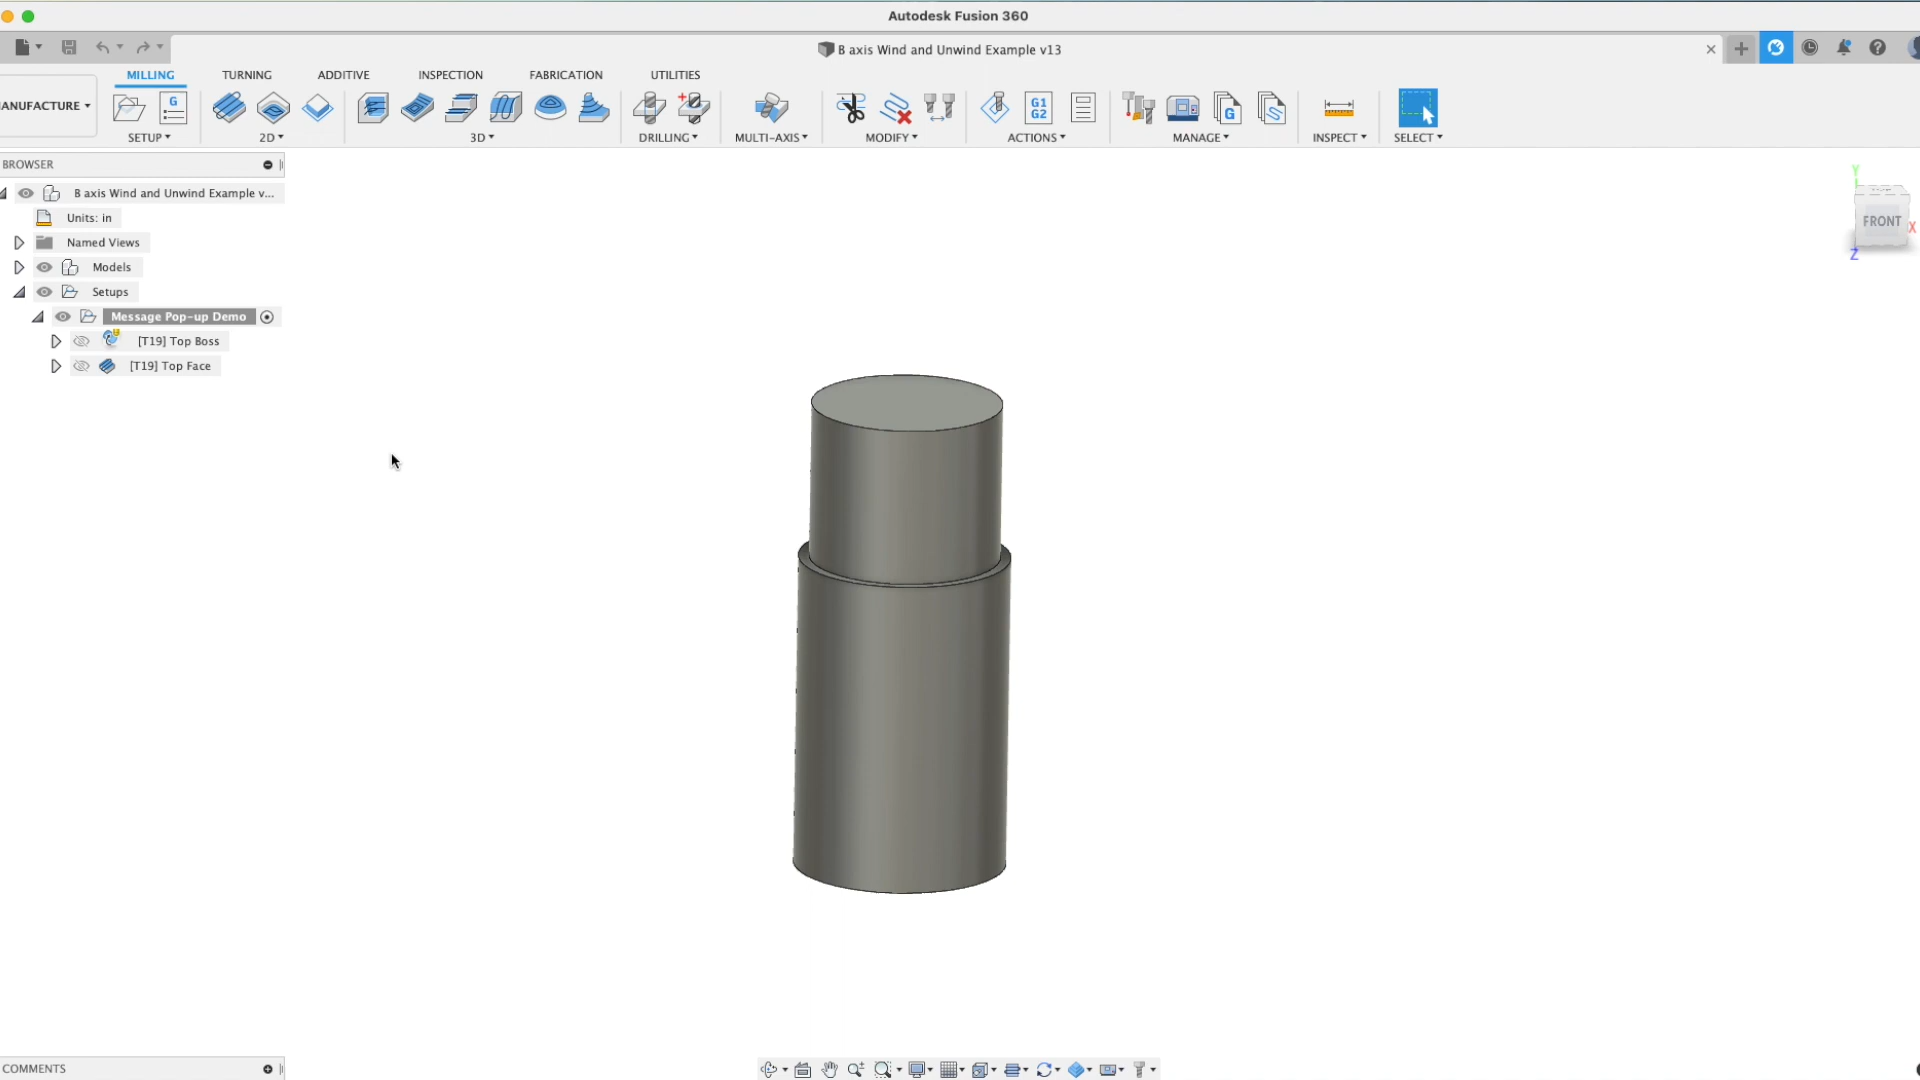 Autodesk Fusion 360
B axis Wind and Unwind Example v13
MILLING
TURNING
ADDITIVE
INSPECTION
FABRICATION
UTILITIES
ANUFACTURE
G
G1
G2
G
SETUP
2D
3D
DRILLING
MULTI-AXIS
MODIFY
ACTIONS
MANAGE
INSPECT
SELECT
BROWSER
B axis Wind and Unwind Example v...
Units: in
Named Views
Models
Setups
Message Pop-up Demo
[T19] Top Boss
[T19] Top Face
Y
FRONT
X
Z
COMMENTS